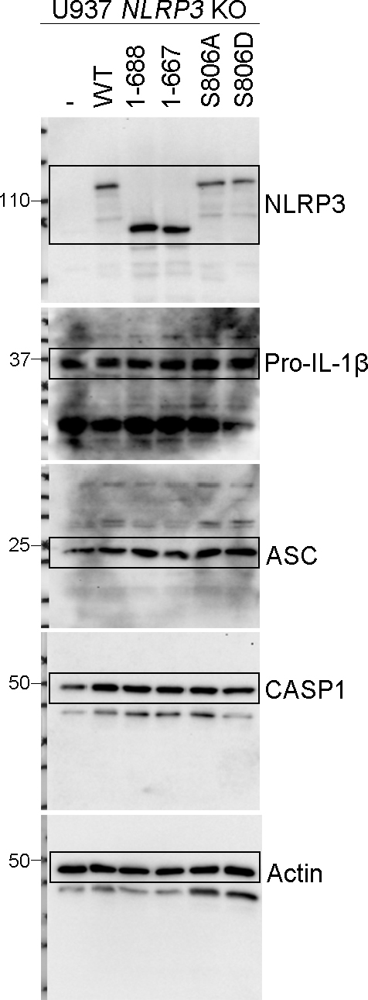 U937 NLRP3 KO
- WT 1-688 1-667 S806A S806D
110
NLRP3
37
Pro-IL-1β
25
ASC
50
CASP1
50
Actin